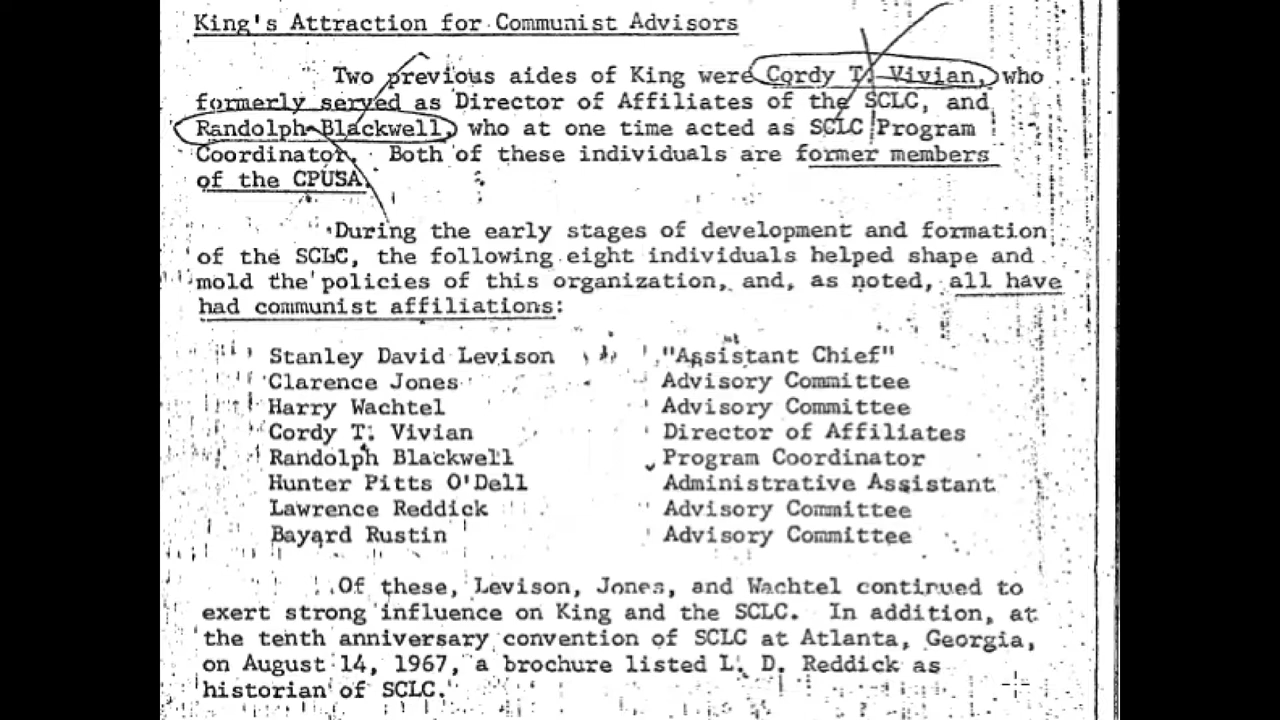 King's Attraction for Communist Advisors
Two previous aides of King were Cordy T. Vivian, who
formerly served as Director of Affiliates of the SCLC, and
Randolph Blackwell, who at one time acted as SCLC Program
Coordinator. Both of these individuals are former members
of the CPUSA.
During the early stages of development and formation
of the SCLC, the following eight individuals helped shape and
mold the policies of this organization, and, as noted, all have
had communist affiliations:
Stanley David Levison "Assistant Chief"
Clarence Jones Advisory Committee
Harry Wachtel Advisory Committee
Cordy T. Vivian Director of Affiliates
Randolph Blackwell Program Coordinator
Hunter Pitts O'Dell Administrative Assistant
Lawrence Reddick Advisory Committee
Bayard Rustin Advisory Committee
Of these, Levison, Jones, and Wachtel continued to
exert strong influence on King and the SCLC. In addition, at
the tenth anniversary convention of SCLC at Atlanta, Georgia,
on August 14, 1967, a brochure listed L. D. Reddick as
historian of SCLC.